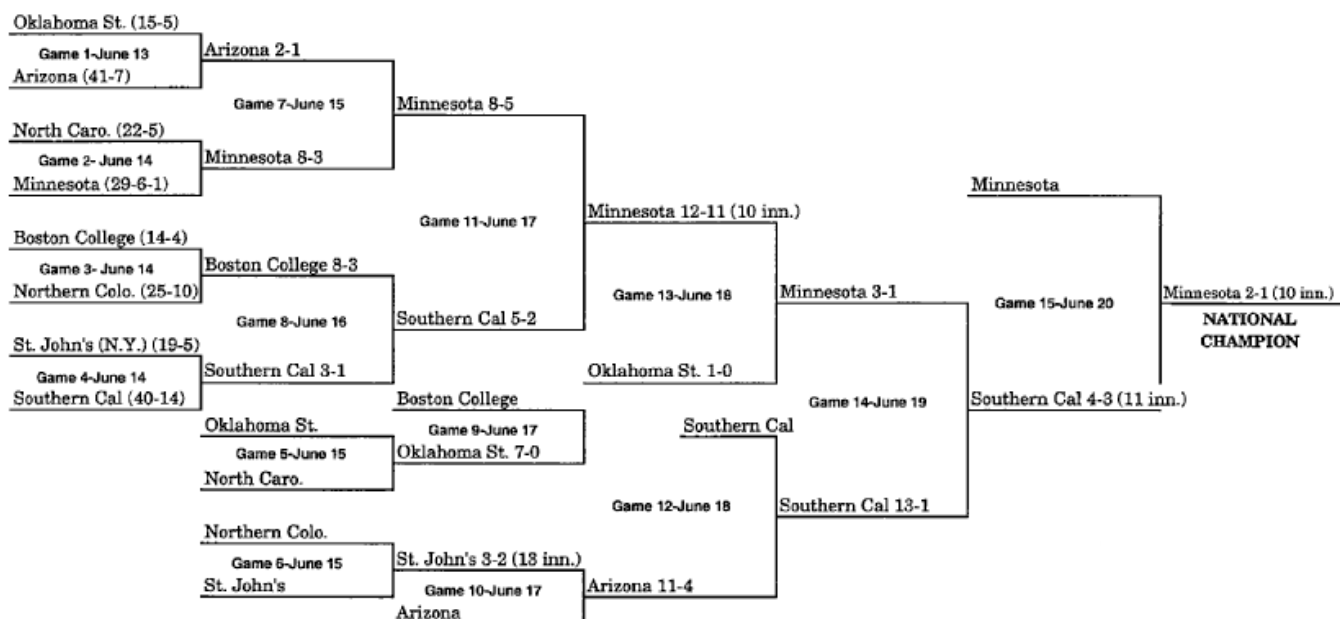 Oklahoma St. (15-5)
Game 1-June 13
Arizona (41-7)
Arizona 2-1
Game 7-June 15
Minnesota 8-5
North Caro. (22-5)
Game 2- June 14
Minnesota (29-6-1)
Minnesota 8-3
Game 11-June 17
Minnesota 12-11 (10 inn.)
Boston College (14-4)
Game 3- June 14
Northern Colo. (25-10)
Boston College 8-3
Game 8-June 16
Southern Cal 5-2
St. John's (N.Y.) (19-5)
Game 4-June 14
Southern Cal (40-14)
Southern Cal 3-1
Game 13-June 18
Minnesota 3-1
Oklahoma St. 1-0
Boston College
Game 9-June 17
Oklahoma St. 7-0
Oklahoma St.
Game 5-June 15
North Caro.
Northern Colo.
Game 6-June 15
St. John's
St. John's 3-2 (13 inn.)
Game 10-June 17
Arizona
Arizona 11-4
Southern Cal
Game 12-June 18
Southern Cal 13-1
Game 14-June 19
Minnesota
Game 15-June 20
Southern Cal 4-3 (11 inn.)
Minnesota 2-1 (10 inn.)
NATIONAL
CHAMPION